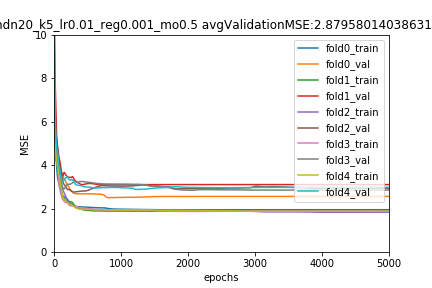 ndn20_k5_lr0.01_reg0.001_mo0.5 avgValidationMSE:2.87958014038631
10
fold0_train
fold0_val
fold1_train
fold1_val
fold2_train
fold2_val
fold3_train
fold3_val
fold4_train
fold4_val
8
6
MSE
4
2
0
0 1000 2000 3000 4000 5000
epochs